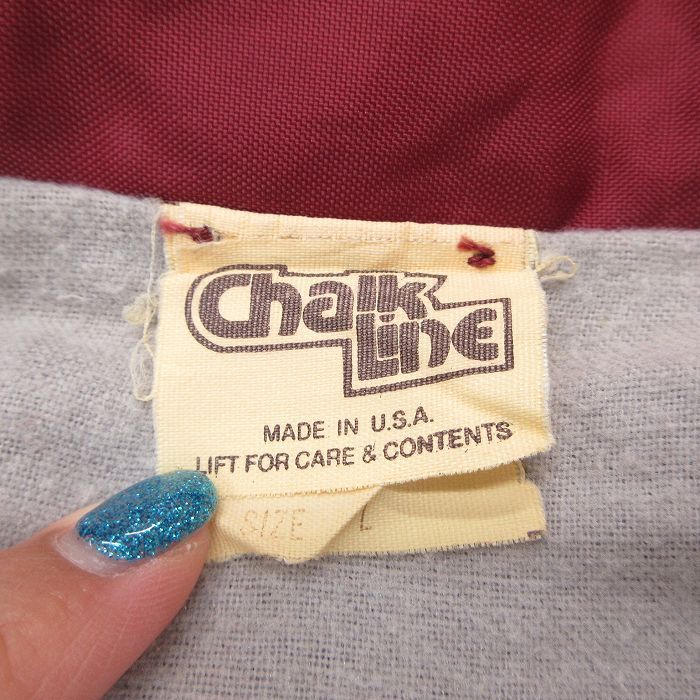 Chalk
Line
MADE IN U.S.A.
LIFT FOR CARE & CONTENTS
SIZE L